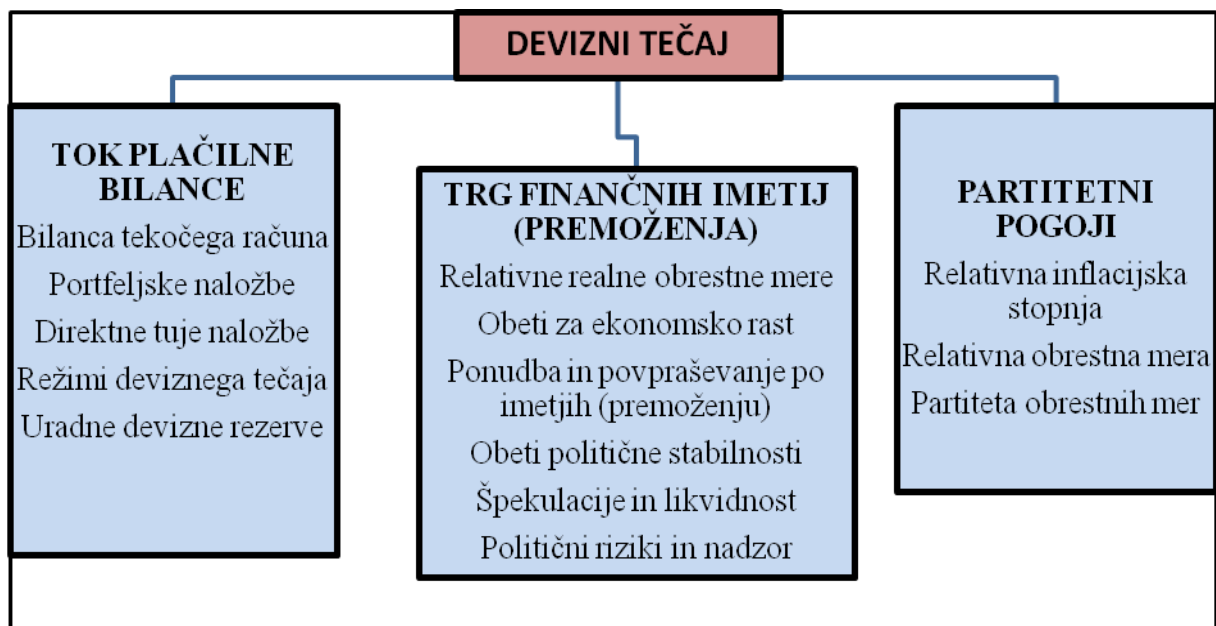 DEVIZNI TEČAJ
TOK PLAČILNE
BILANCE
Bilanca tekočega računa
Portfeljske naložbe
Direktne tuje naložbe
Režimi deviznega tečaja
Uradne devizne rezerve
TRG FINANČNIH IMETIJ
(PREMOŽENJA)
Relativne realne obrestne mere
Obeti za ekonomsko rast
Ponudba in povpraševanje po
imetjih (premoženju)
Obeti politične stabilnosti
Špekulacije in likvidnost
Politični riziki in nadzor
PARTITETNI
POGOJI
Relativna inflacijska
stopnja
Relativna obrestna mera
Partiteta obrestnih mer